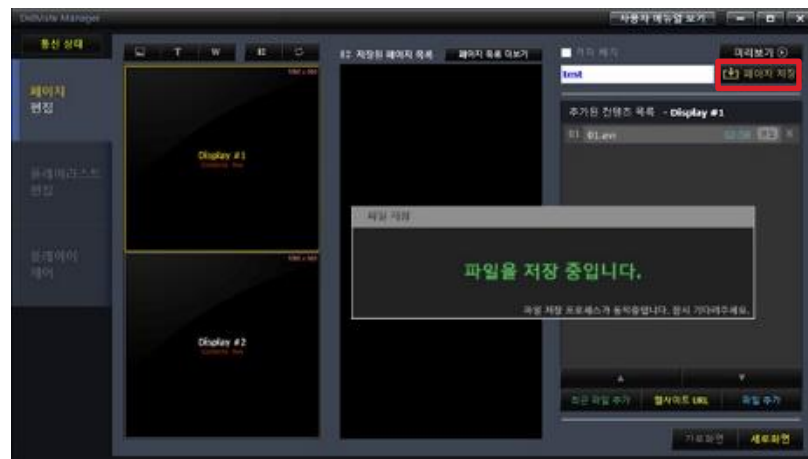 Manager
사용자 매뉴얼 보기
통신 상태
T W
02. 저장된 페이지 목록 페이지 목록 더보기
미리보기
test
페이지 저장
페이지
편집
추가된 컨텐츠 목록 - Display #1
01 01.avi
플레이리스트
편집
플레이어
제어
Display #1
파일 저장
파일을 저장 중입니다.
파일 저장 프로세스가 동작중입니다. 잠시 기다려주세요.
Display #2
최근 파일 추가 웹사이트 URL 파일 추가
가로화면 세로화면